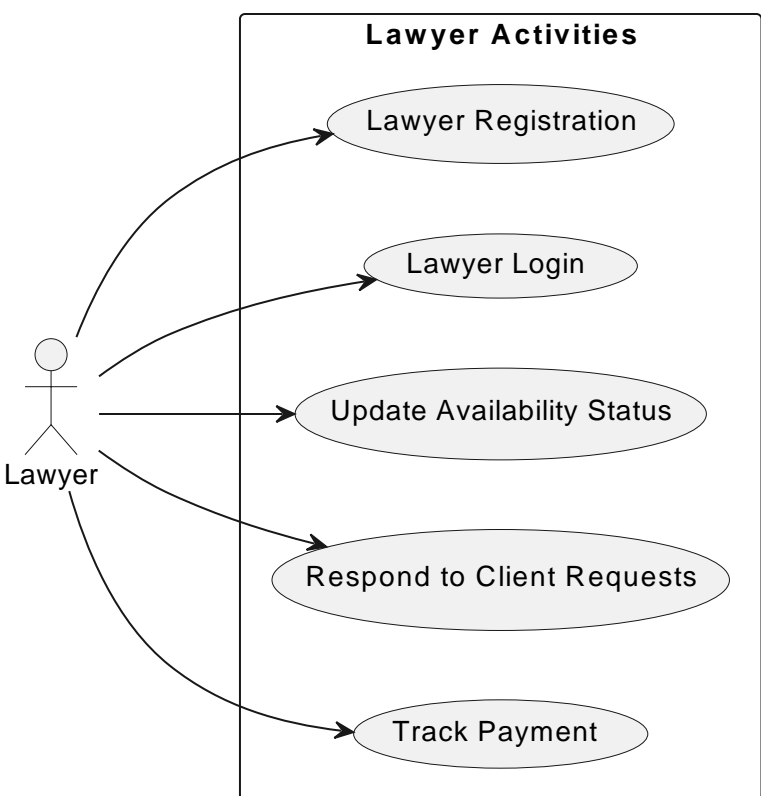 Lawyer Activities
Lawyer Registration
Lawyer Login
Update Availability Status
Lawyer
Respond to Client Requests
Track Payment